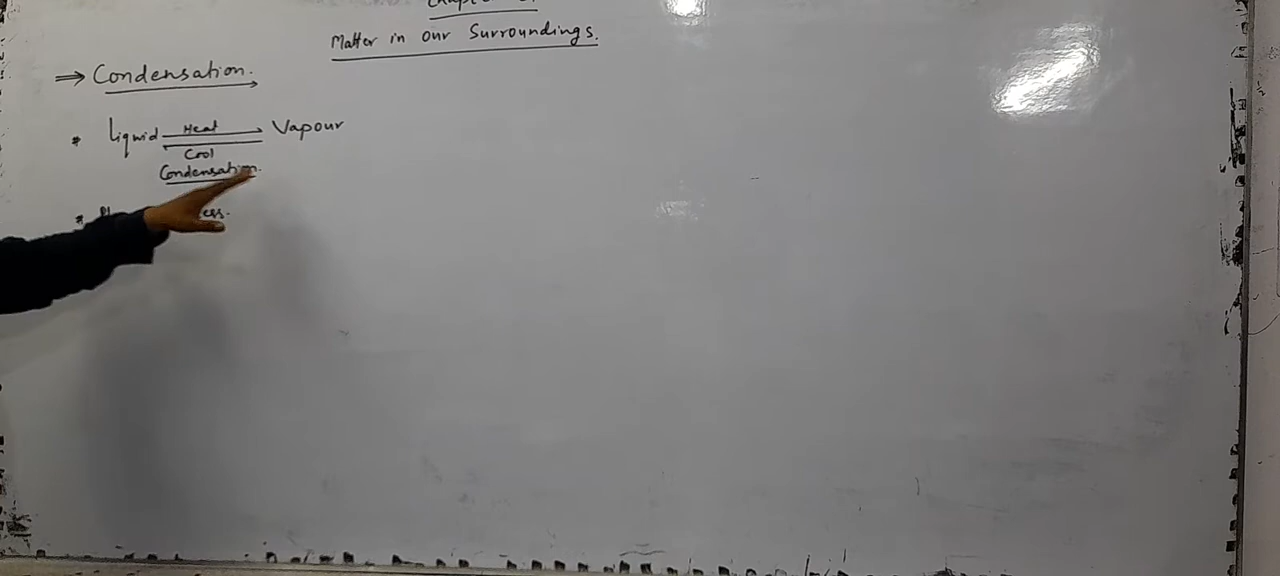 Matter in our Surroundings.
⇒ Condensation.
* Liquid Heat Vapour
Cool
Condensation.
*